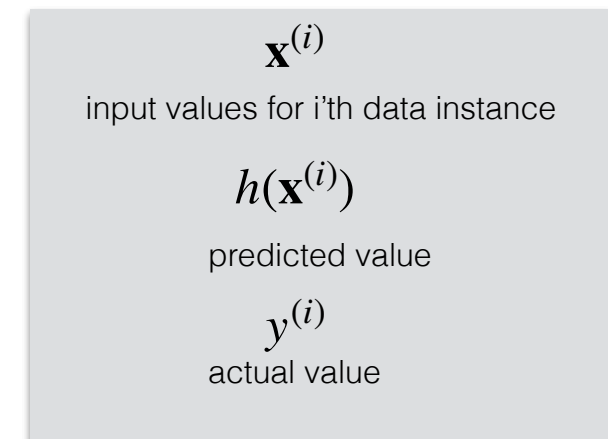 𝐱⁽ⁱ⁾
input values for i'th data instance
h(𝐱⁽ⁱ⁾)
predicted value
y⁽ⁱ⁾
actual value